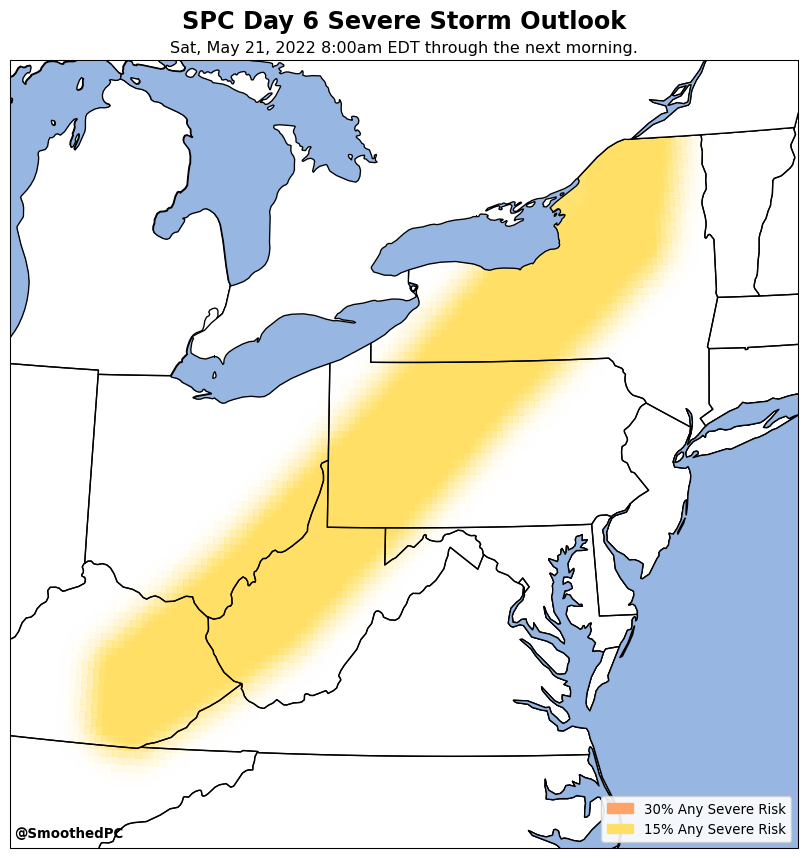 SPC Day 6 Severe Storm Outlook
Sat, May 21, 2022 8:00am EDT through the next morning.
30% Any Severe Risk
15% Any Severe Risk
@SmoothedPC